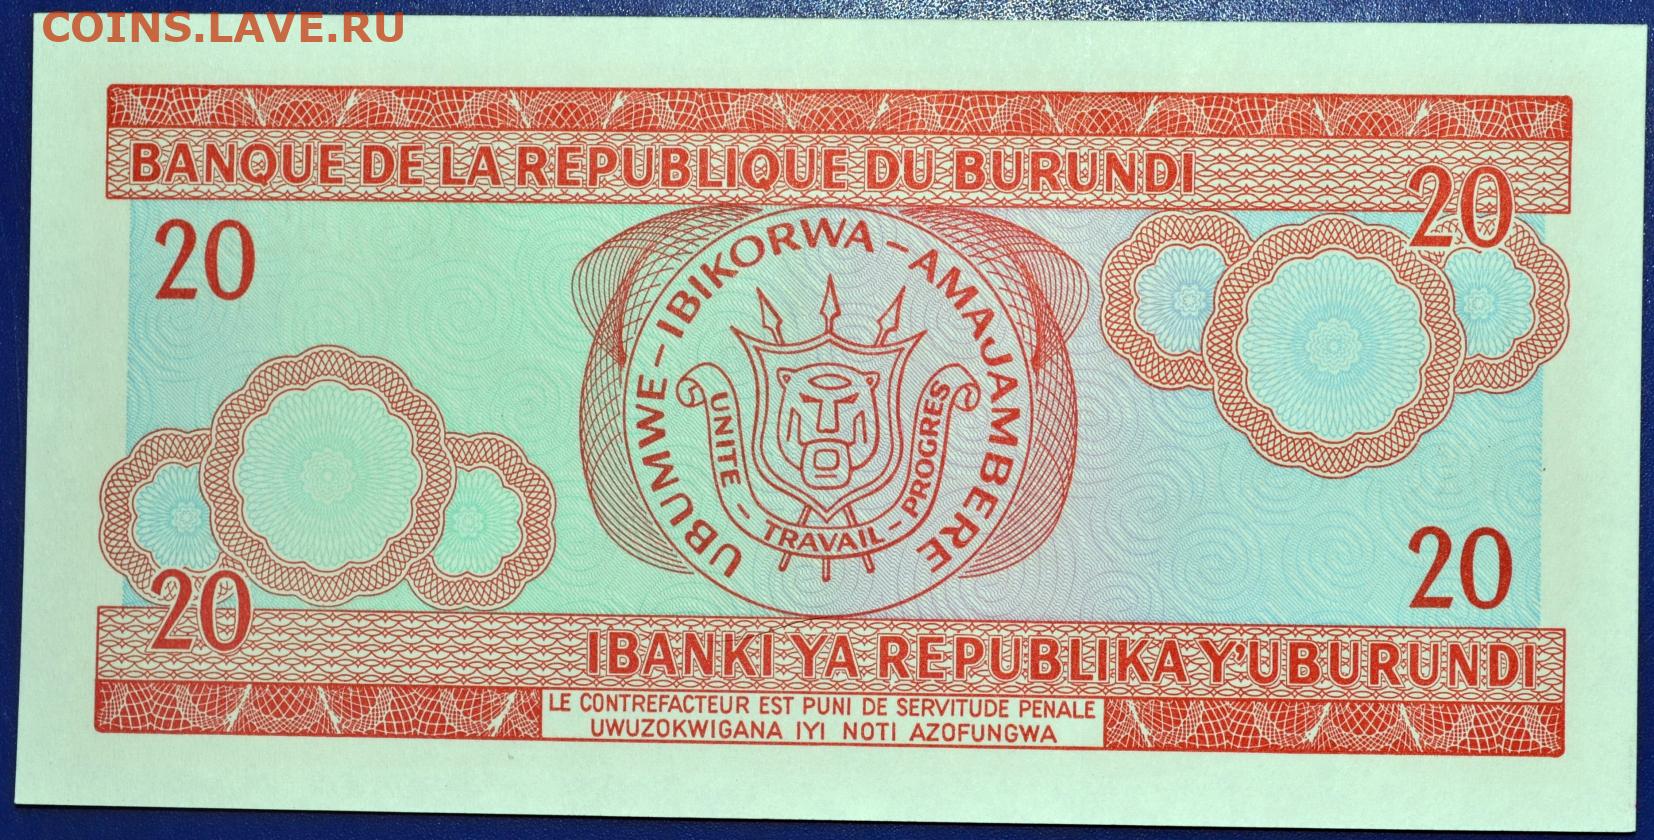 COINS.LAVE.RU
BANQUE DE LA REPUBLIQUE DU BURUNDI
20
20
UBUMWE - IBIKORWA - AMAJAMBERE
UNITE - TRAVAIL - PROGRES
20
20
IBANKI YA REPUBLIKA Y'UBURUNDI
LE CONTREFACTEUR EST PUNI DE SERVITUDE PENALE
UWUZOKWIGANA IYI NOTI AZOFUNGWA